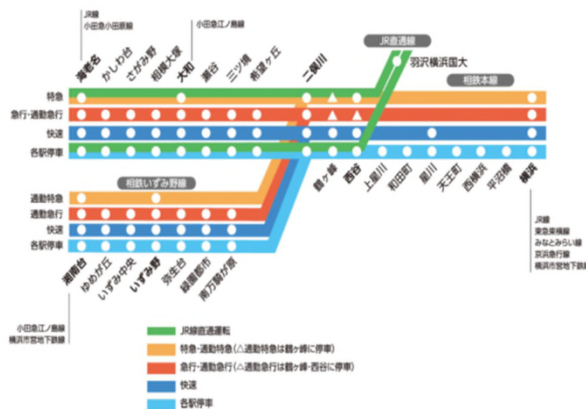 JR線
小田急小田原線
小田急江ノ島線
海老名
かしわ台
さがみ野
相模大塚
大和
瀬谷
三ツ境
希望ヶ丘
二俣川
JR直通線
羽沢横浜国大
相鉄本線
特急
急行・通勤急行
快速
各駅停車
鶴ヶ峰
西谷
上星川
和田町
星川
天王町
西横浜
平沼橋
横浜
相鉄いずみ野線
通勤特急
通勤急行
快速
各駅停車
湘南台
ゆめが丘
いずみ中央
いずみ野
弥生台
緑園都市
南万騎が原
JR線
東急東横線
みなとみらい線
京浜急行線
横浜市営地下鉄線
小田急江ノ島線
横浜市営地下鉄線
JR線直通運転
特急・通勤特急(△通勤特急は鶴ヶ峰に停車)
急行・通勤急行(△通勤急行は鶴ヶ峰・西谷に停車)
快速
各駅停車